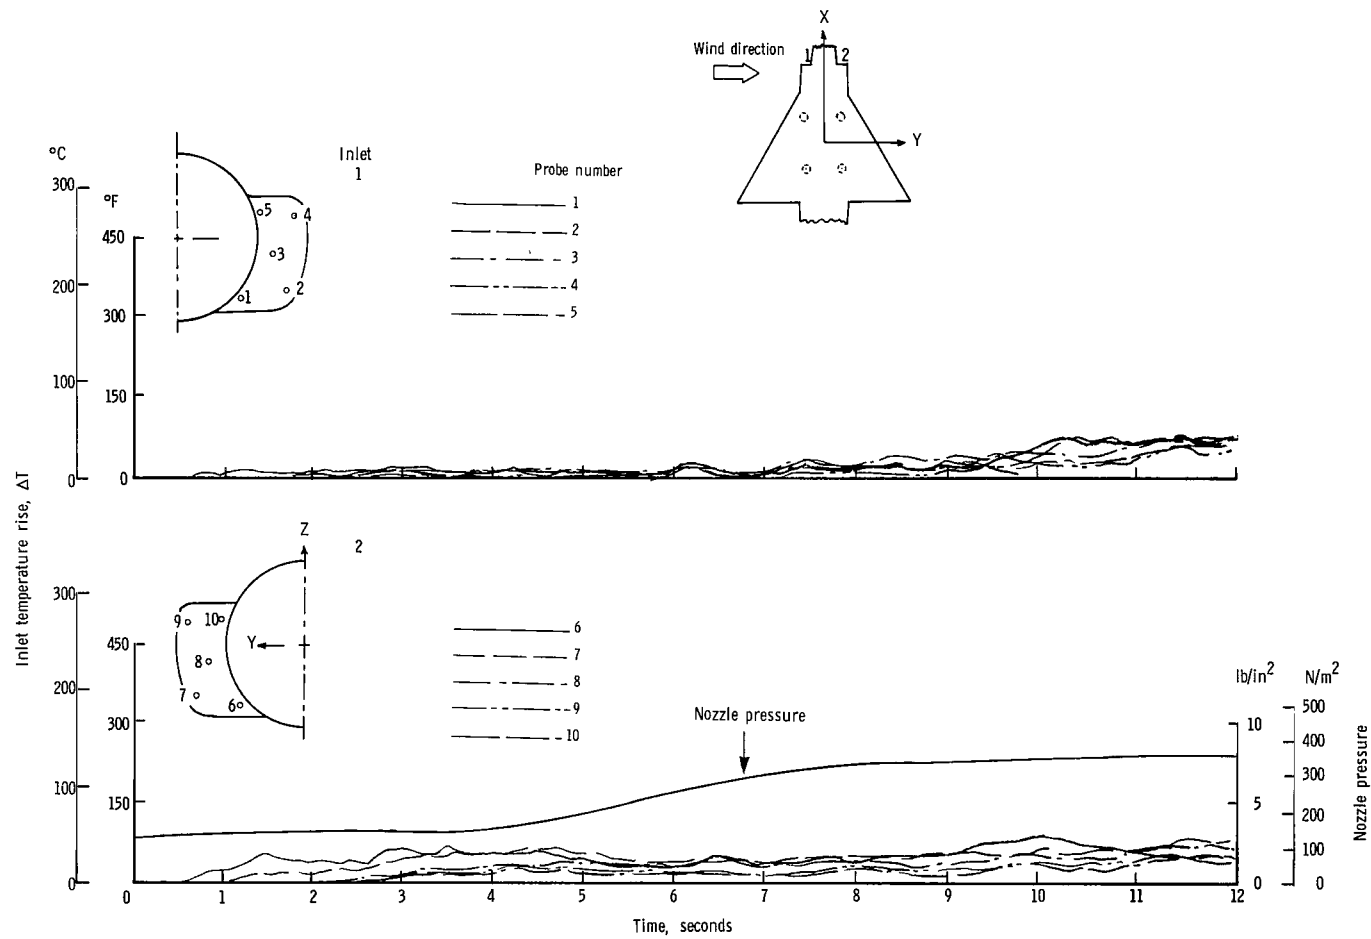 X
Wind direction
1 2
Y
°C
Inlet
1
Probe number
300
°F
450
200
300
100
150
0
0
5
4
3
2
1
1
2
3
4
5
Z
2
300
450
200
300
100
150
0
9
10
Y
8
7
6
6
7
8
9
10
Nozzle pressure
lb/in2
N/m2
10
5
0
500
400
300
200
100
0
Nozzle pressure
Inlet temperature rise, ΔT
0 1 2 3 4 5 6 7 8 9 10 11 12
Time, seconds